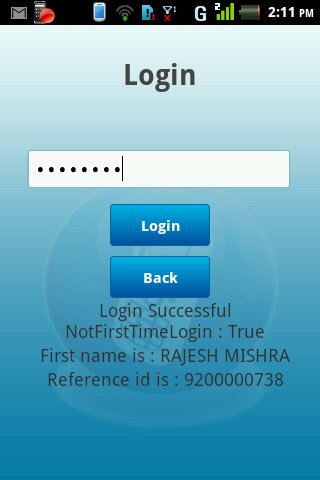 G 2:11 PM
Login
••••••••
Login
Back
Login Successful
NotFirstTimeLogin : True
First name is : RAJESH MISHRA
Reference id is : 9200000738